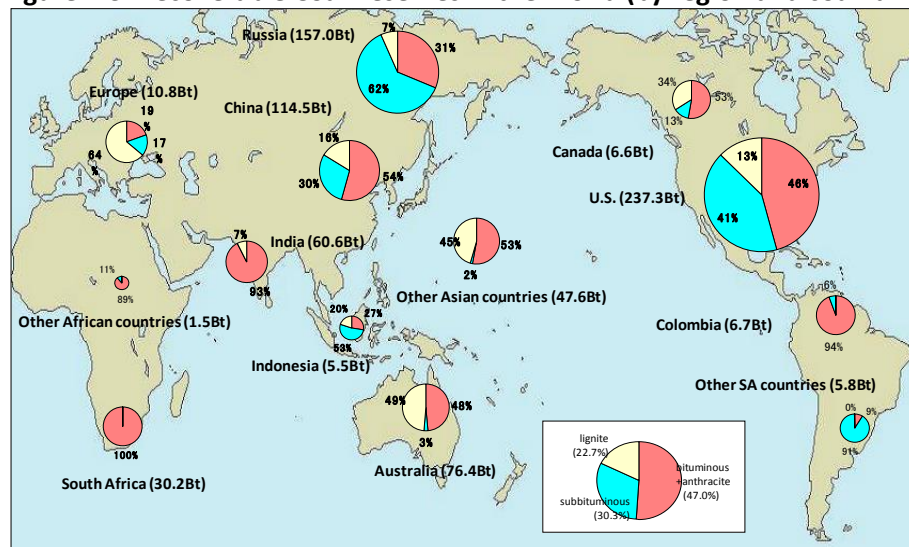 Russia (157.0Bt)
7%
31%
62%
Europe (10.8Bt)
19
%
17
%
64
%
China (114.5Bt)
16%
30%
54%
34%
53%
13%
Canada (6.6Bt)
13%
46%
41%
U.S. (237.3Bt)
India (60.6Bt)
7%
93%
45%
53%
2%
Other Asian countries (47.6Bt)
11%
89%
Other African countries (1.5Bt)
20%
27%
53%
Indonesia (5.5Bt)
6%
Colombia (6.7Bt)
94%
Other SA countries (5.8Bt)
0%
9%
91%
49%
48%
3%
Australia (76.4Bt)
100%
South Africa (30.2Bt)
lignite
(22.7%)
bituminous
+anthracite
(47.0%)
subbituminous
(30.3%)